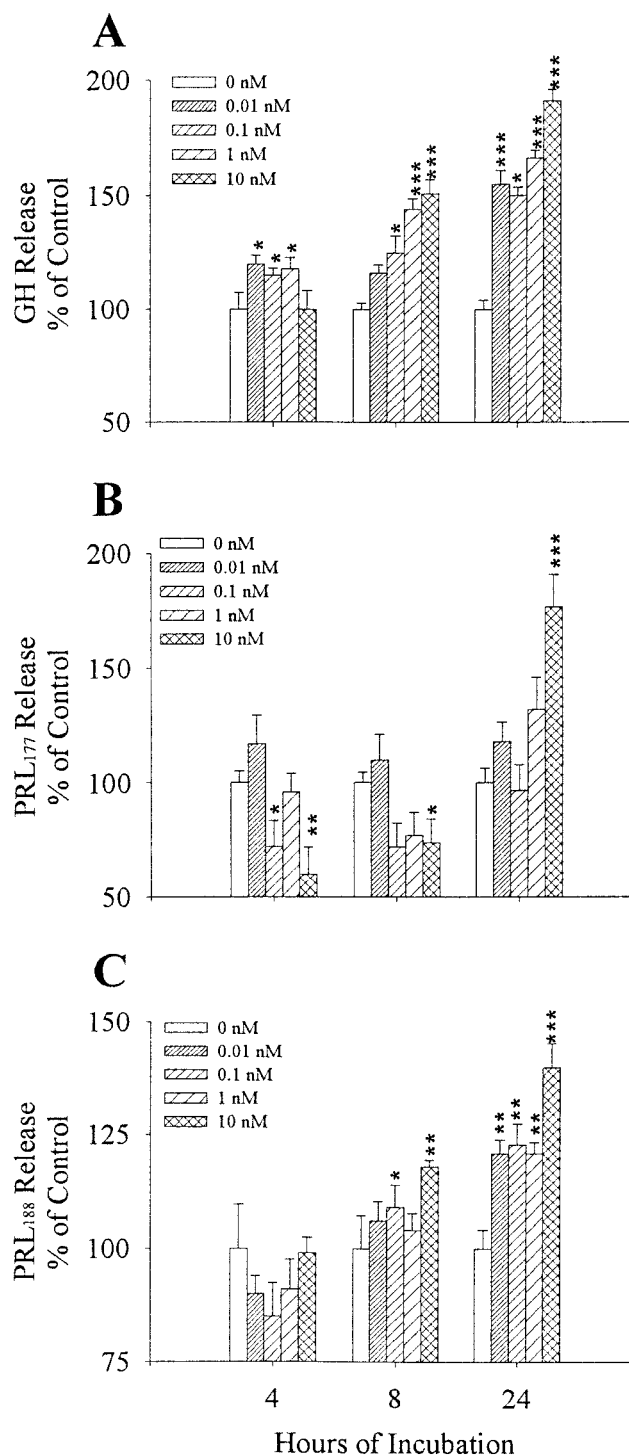 A
GH Release
% of Control
200
150
100
50
0 nM
0.01 nM
0.1 nM
1 nM
10 nM
*
*
*
*
***
***
***
*
***
***
B
PRL177 Release
% of Control
200
150
100
50
0 nM
0.01 nM
0.1 nM
1 nM
10 nM
*
**
*
***
C
PRL188 Release
% of Control
150
125
100
75
0 nM
0.01 nM
0.1 nM
1 nM
10 nM
*
**
**
**
**
***
4
8
24
Hours of Incubation